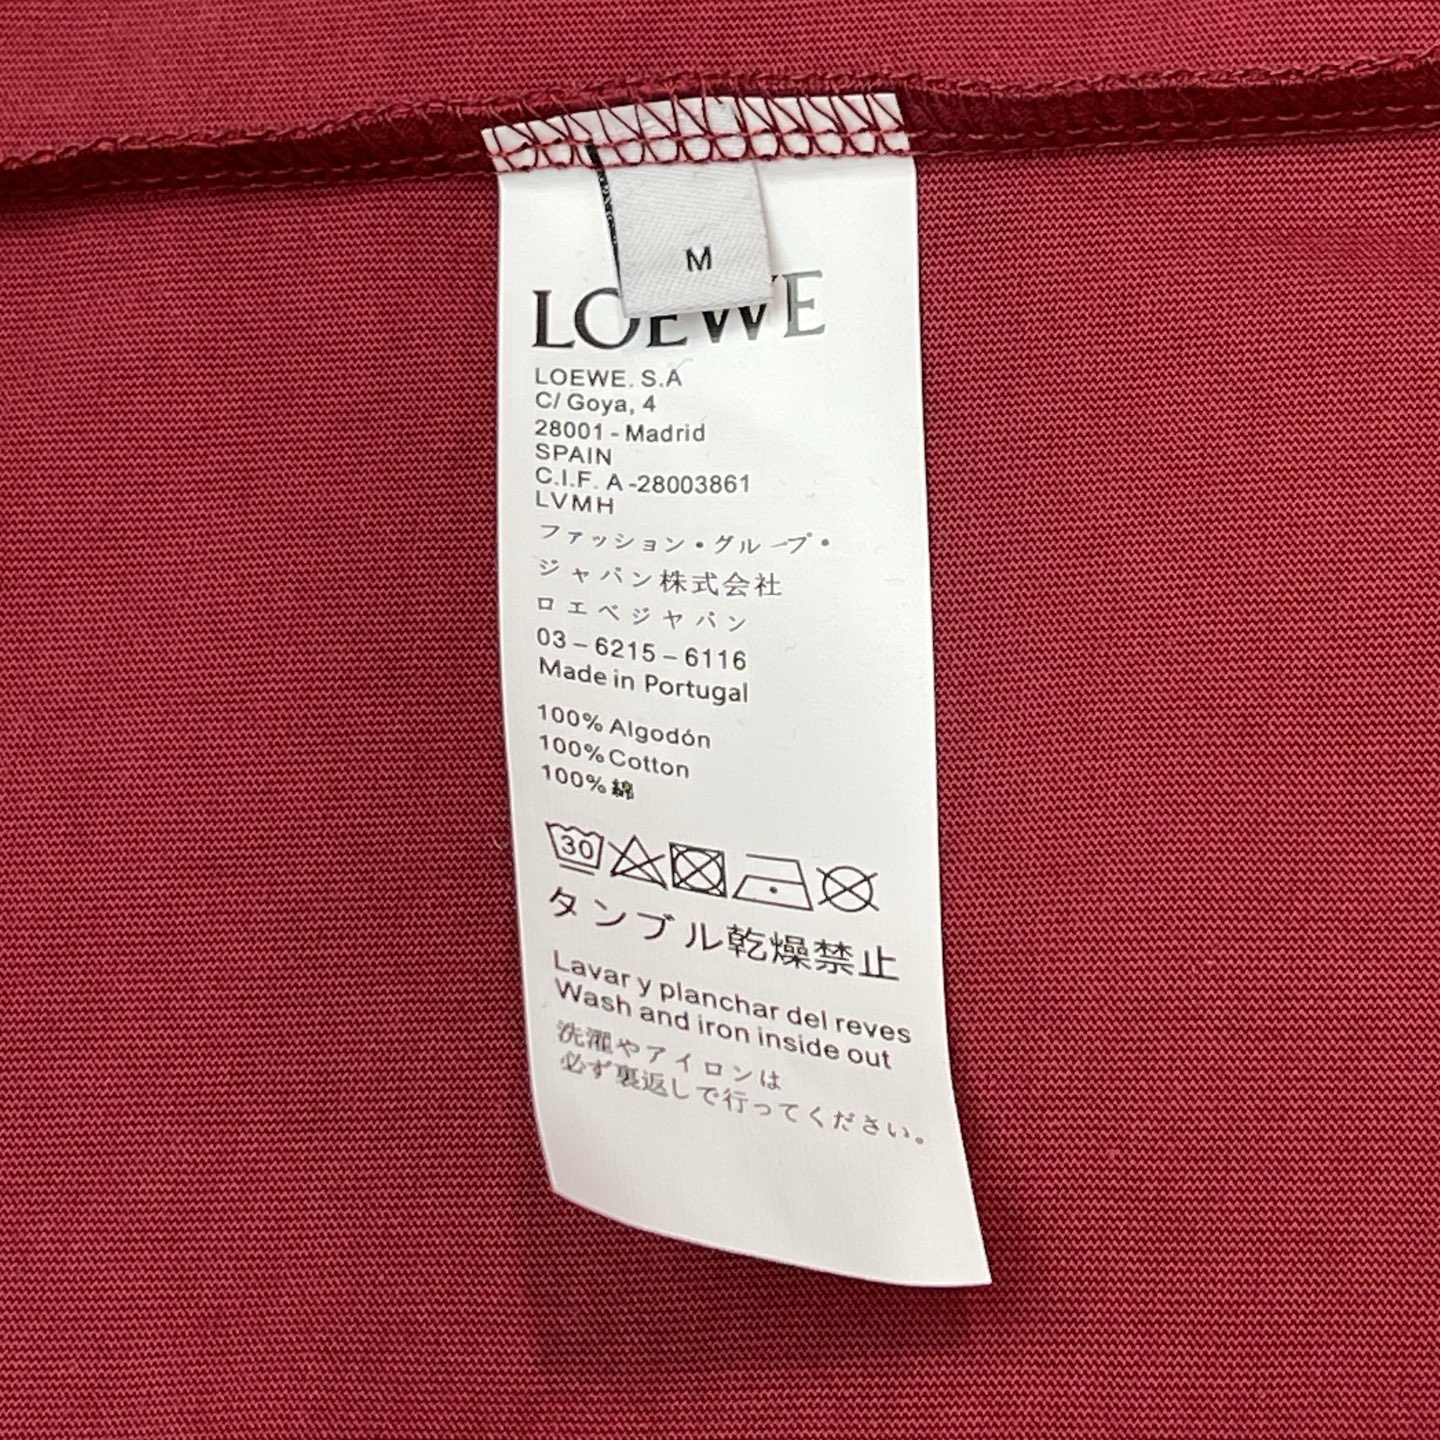 M
LOEWE
LOEWE. S.A
C/ Goya, 4
28001 - Madrid
SPAIN
C.I.F. A -28003861
LVMH
ファッション・グループ・
ジャパン株式会社
ロエベジャパン
03 – 6215 – 6116
Made in Portugal
100% Algodón
100% Cotton
100% 綿
30
タンブル乾燥禁止
Lavar y planchar del reves
Wash and iron inside out
洗濯やアイロンは
必ず裏返しで行ってください。